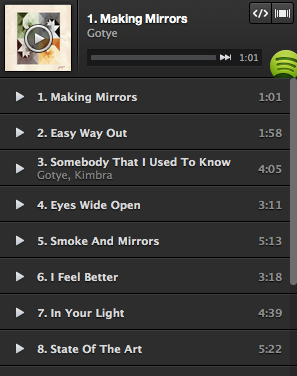 1. Making Mirrors
Gotye
1:01
1. Making Mirrors 1:01
2. Easy Way Out 1:58
3. Somebody That I Used To Know 4:05
Gotye, Kimbra
4. Eyes Wide Open 3:11
5. Smoke And Mirrors 5:13
6. I Feel Better 3:18
7. In Your Light 4:39
8. State Of The Art 5:22